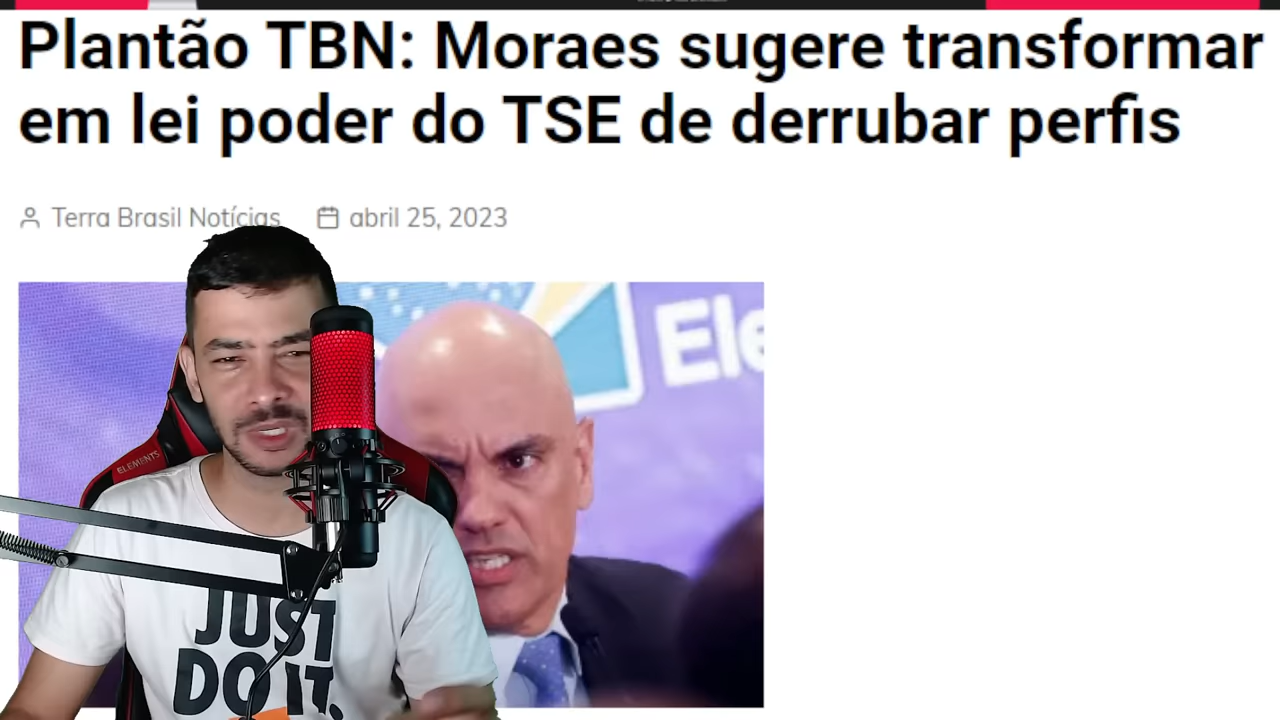 Plantão TBN: Moraes sugere transformar
em lei poder do TSE de derrubar perfis
Terra Brasil Notícias abril 25, 2023
Ele
ELEMENTS
JUST
DO IT.